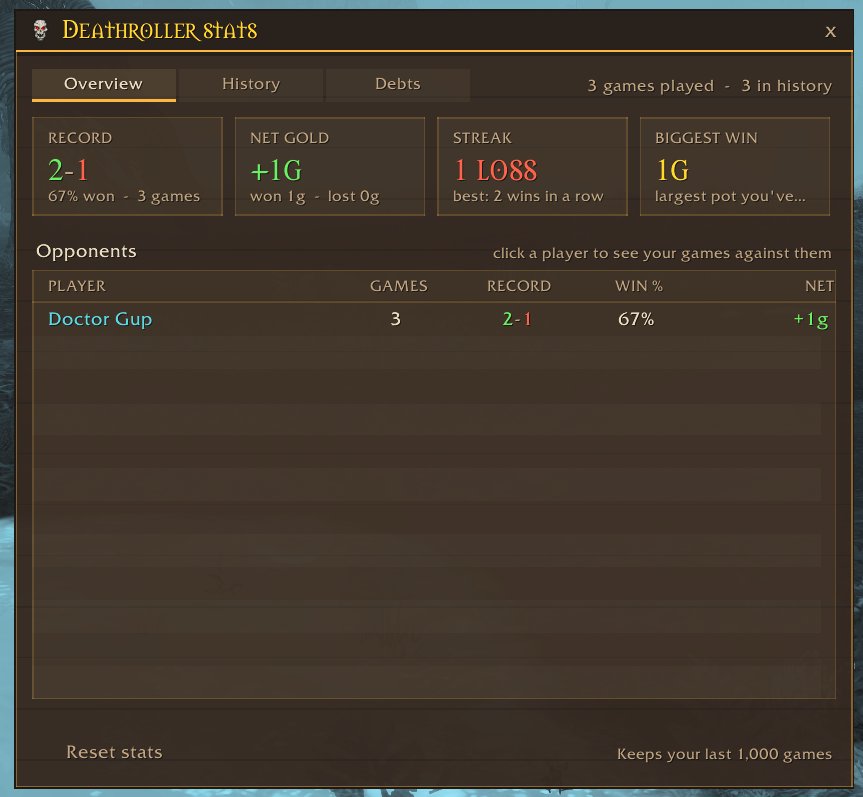 Deathroller stats
x
Overview
History
Debts
3 games played - 3 in history
RECORD
2-1
67% won - 3 games
NET GOLD
+1G
won 1g - lost 0g
STREAK
1 LOSS
best: 2 wins in a row
BIGGEST WIN
1G
largest pot you've...
Opponents
click a player to see your games against them
PLAYER
GAMES
RECORD
WIN %
NET
Doctor Gup
3
2-1
67%
+1g
Reset stats
Keeps your last 1,000 games